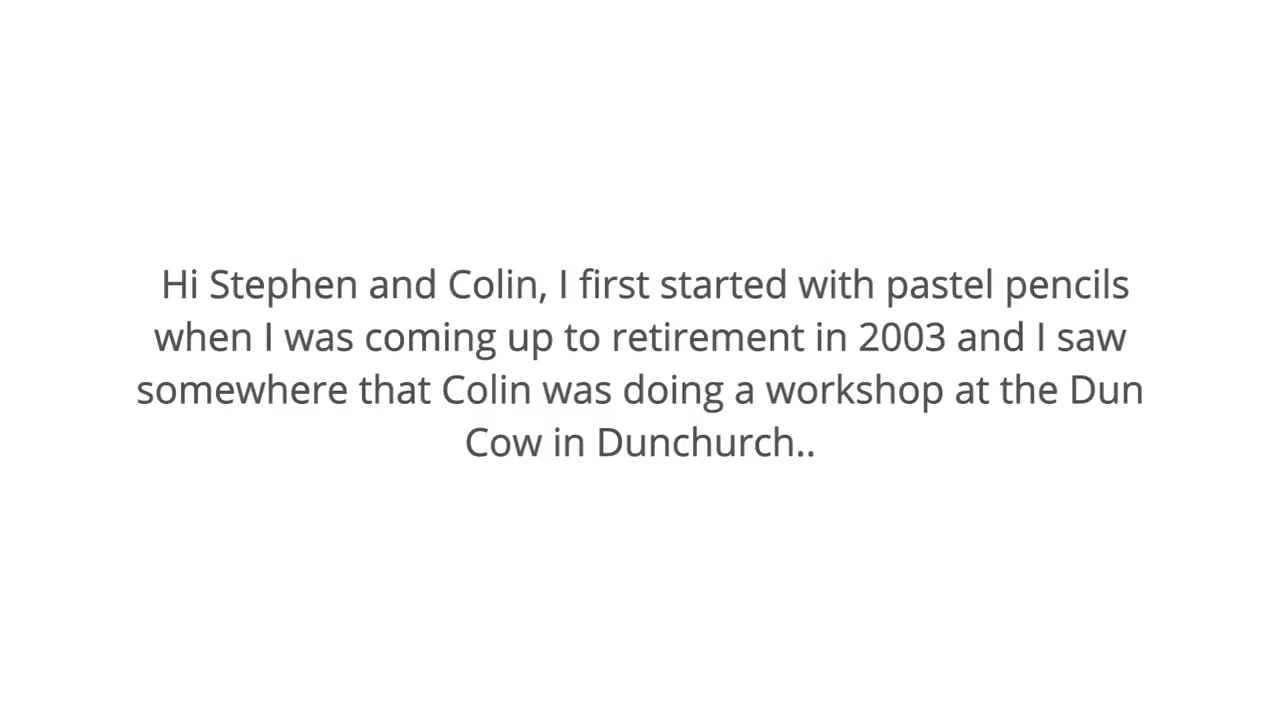 Hi Stephen and Colin, I first started with pastel pencils
when I was coming up to retirement in 2003 and I saw
somewhere that Colin was doing a workshop at the Dun
Cow in Dunchurch..